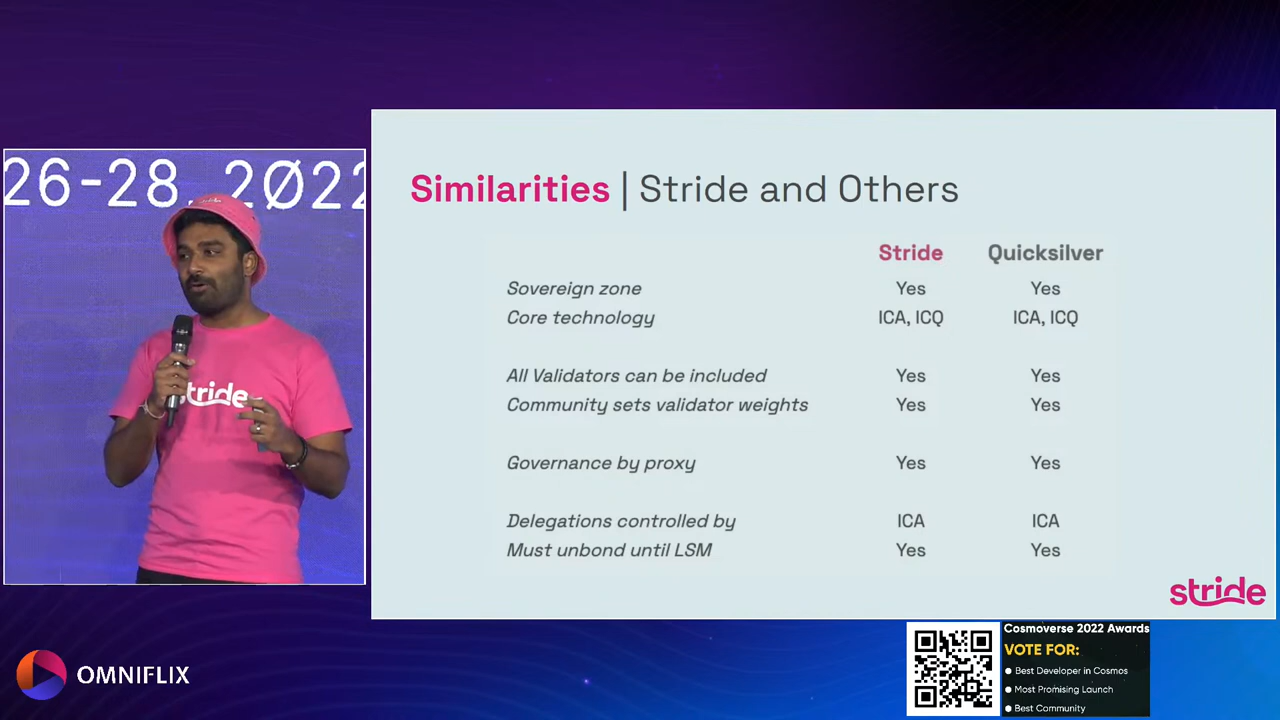 26-28.2022
stride
Similarities | Stride and Others
Stride Quicksilver
Sovereign zone Yes Yes
Core technology ICA, ICQ ICA, ICQ
All Validators can be included Yes Yes
Community sets validator weights Yes Yes
Governance by proxy Yes Yes
Delegations controlled by ICA ICA
Must unbond until LSM Yes Yes
stride
OMNIFLIX
Cosmoverse 2022 Awards
VOTE FOR:
Best Developer in Cosmos
Most Promising Launch
Best Community